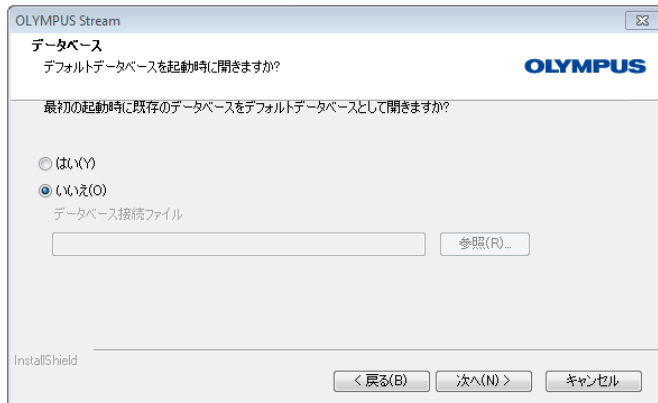 OLYMPUS Stream
データベース
デフォルトデータベースを起動時に開きますか?
OLYMPUS
最初の起動時に既存のデータベースをデフォルトデータベースとして開きますか?
はい(Y)
いいえ(O)
データベース接続ファイル
参照(R)...
InstallShield
< 戻る(B)
次へ(N) >
キャンセル